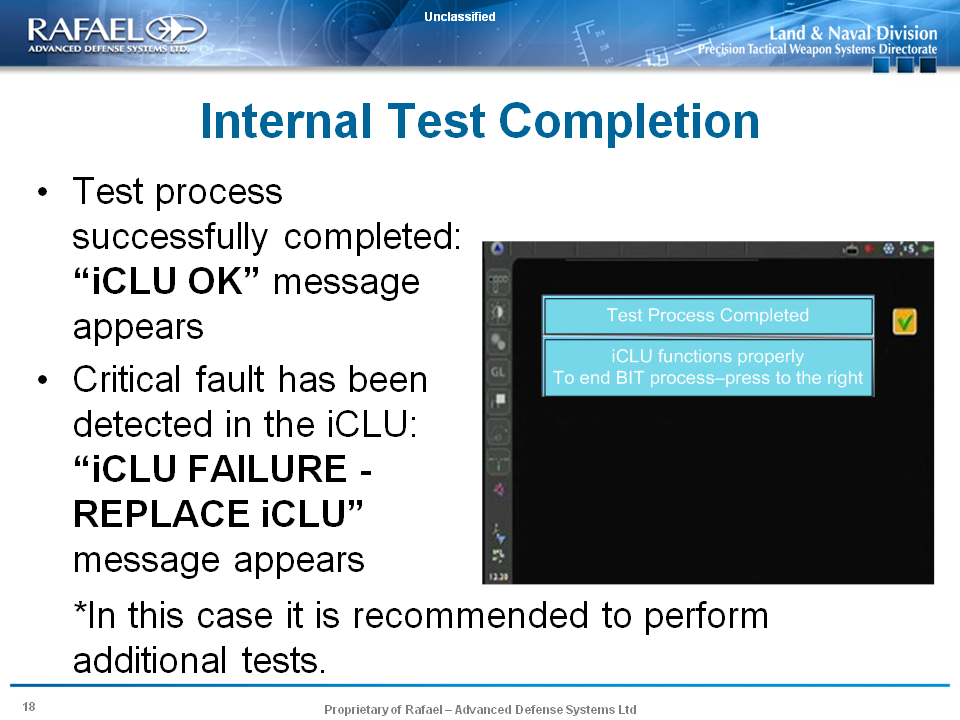 Unclassified
RAFAEL
ADVANCED DEFENSE SYSTEMS LTD.
Land & Naval Division
Precision Tactical Weapon Systems Directorate
Internal Test Completion
• Test process
successfully completed:
“iCLU OK” message
appears
• Critical fault has been
detected in the iCLU:
“iCLU FAILURE -
REPLACE iCLU”
message appears
*In this case it is recommended to perform
additional tests.
x5
Test Process Completed
iCLU functions properly
To end BIT process–press to the right
GL
18
Proprietary of Rafael – Advanced Defense Systems Ltd